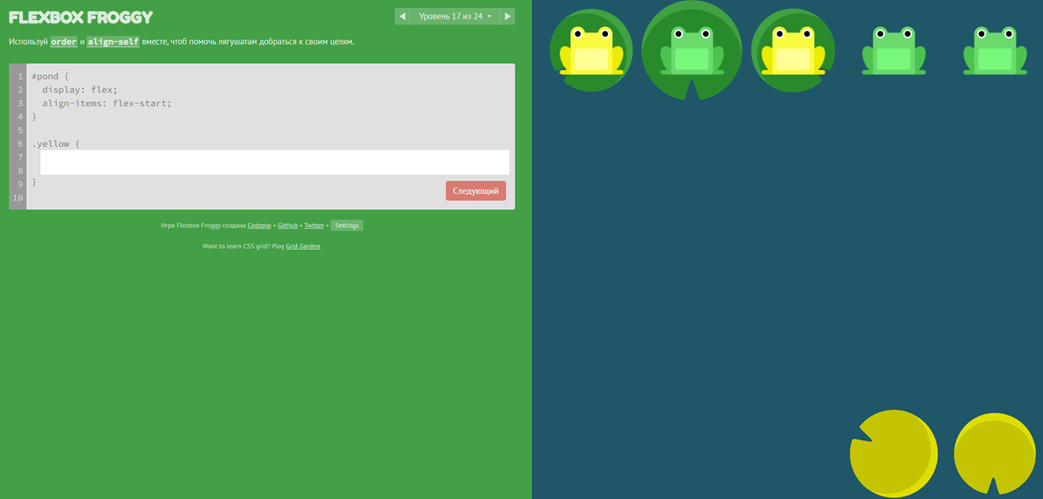 FLEXBOX FROGGY
Уровень 17 из 24
Используй order и align-self вместе, чтоб помочь лягушатам добраться к своим целям.
1 #pond {
2 display: flex;
3 align-items: flex-start;
4 }
5
6 .yellow {
7
8
9 }
10
Следующий
Игра Flexbox Froggy создана Codepip • GitHub • Twitter • Settings
Want to learn CSS grid? Play Grid Garden.